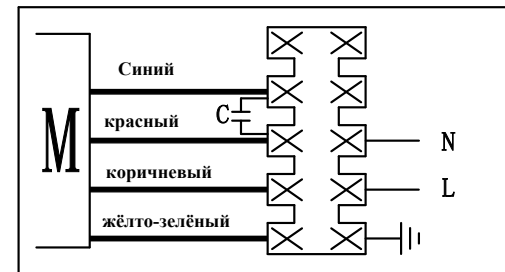 Синий
C
красный
N
M
коричневый
L
жёлто-зелёный